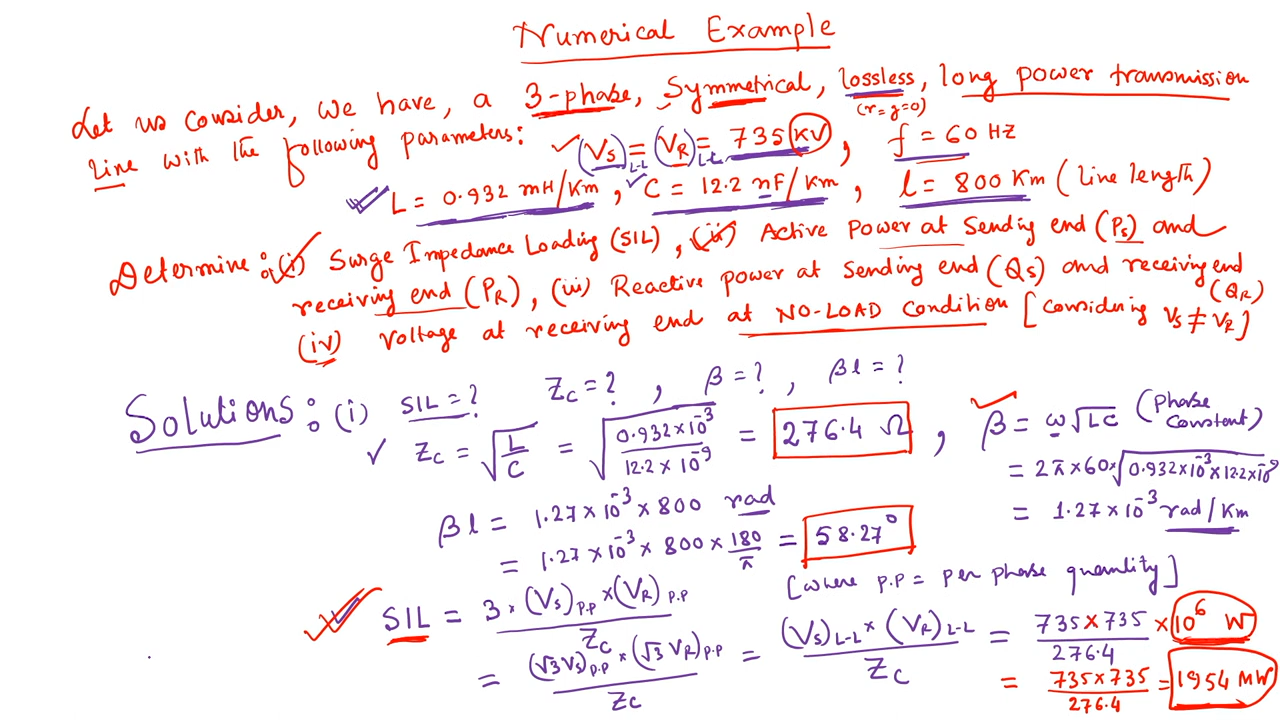 Numerical Example
Let us consider, we have, a 3-phase, Symmetrical, lossless, long power transmission
(r=g=0)
line with the following parameters: (Vs)L-L = (VR)L-L = 735 KV, f = 60 HZ
L = 0.932 mH/Km, C = 12.2 nF/Km, l = 800 Km (line length)
Determine: (i) Surge Impedance Loading (SIL), (ii) Active Power at Sending end (Ps) and
receiving end (PR), (iii) Reactive power at Sending end (Qs) and receiving end (QR)
(iv) Voltage at receiving end at NO-LOAD Condition [Considering Vs ≠ VR]
Solutions: (i) SIL = ? Zc = ?, β = ?, βl = ?
Zc = √(L/C) = √(0.932×10⁻³ / 12.2×10⁻⁹) = 276.4 Ω, β = ω√LC (Phase Constant)
= 2π×60×√(0.932×10⁻³×12.2×10⁻⁹)
= 1.27×10⁻³ rad/Km
βl = 1.27×10⁻³×800 rad
= 1.27×10⁻³×800×180/π = 58.27°
[where p.p = per phase quantity]
SIL = 3×(Vs)p.p×(VR)p.p / Zc
= (√3Vs)p.p×(√3VR)p.p / Zc = (Vs)L-L×(VR)L-L / Zc = 735×735 / 276.4 ×10⁶ W
= 735×735 / 276.4 = 1954 MW